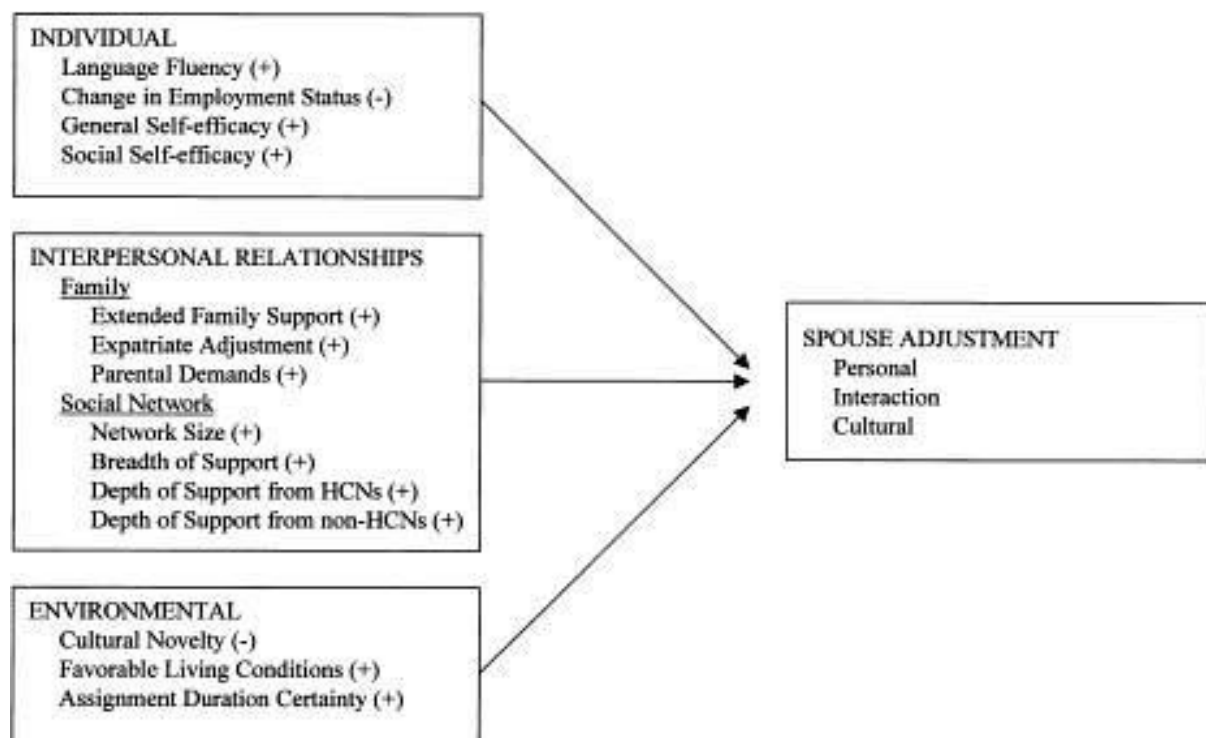 INDIVIDUAL
Language Fluency (+)
Change in Employment Status (-)
General Self-efficacy (+)
Social Self-efficacy (+)
INTERPERSONAL RELATIONSHIPS
Family
Extended Family Support (+)
Expatriate Adjustment (+)
Parental Demands (+)
Social Network
Network Size (+)
Breadth of Support (+)
Depth of Support from HCNs (+)
Depth of Support from non-HCNs (+)
ENVIRONMENTAL
Cultural Novelty (-)
Favorable Living Conditions (+)
Assignment Duration Certainty (+)
SPOUSE ADJUSTMENT
Personal
Interaction
Cultural